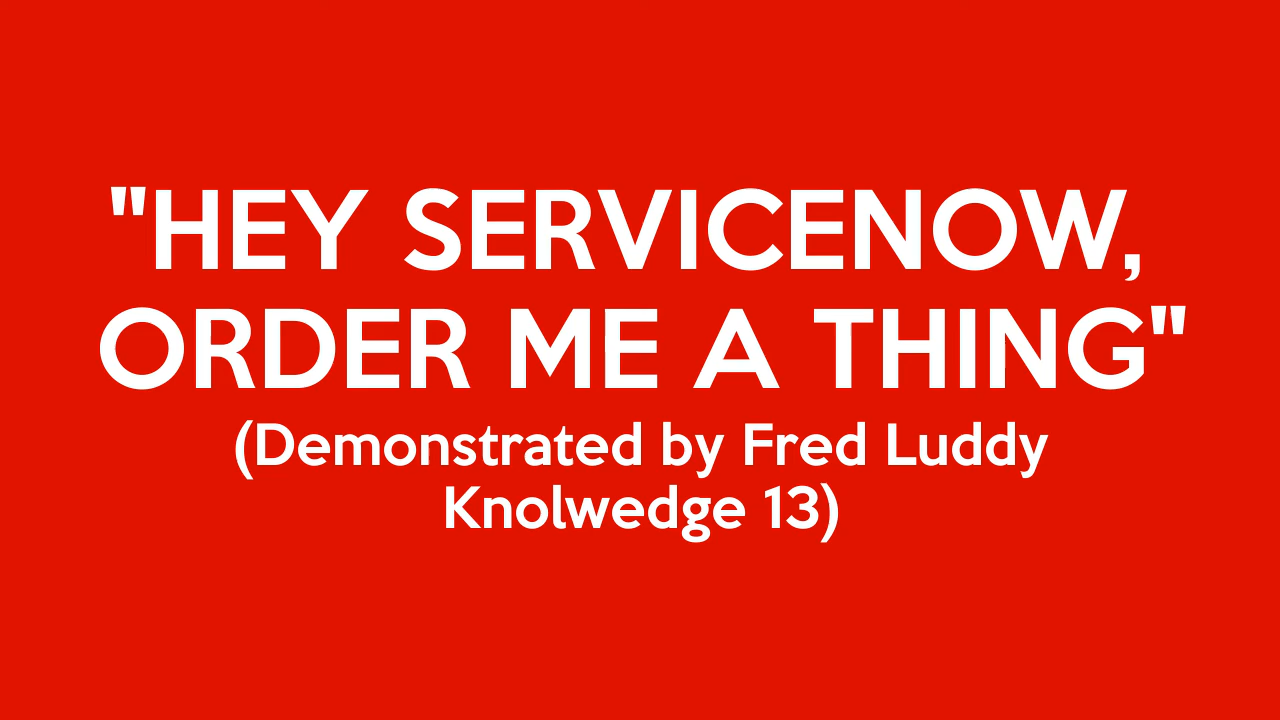 "HEY SERVICENOW,
ORDER ME A THING"
(Demonstrated by Fred Luddy
Knolwedge 13)